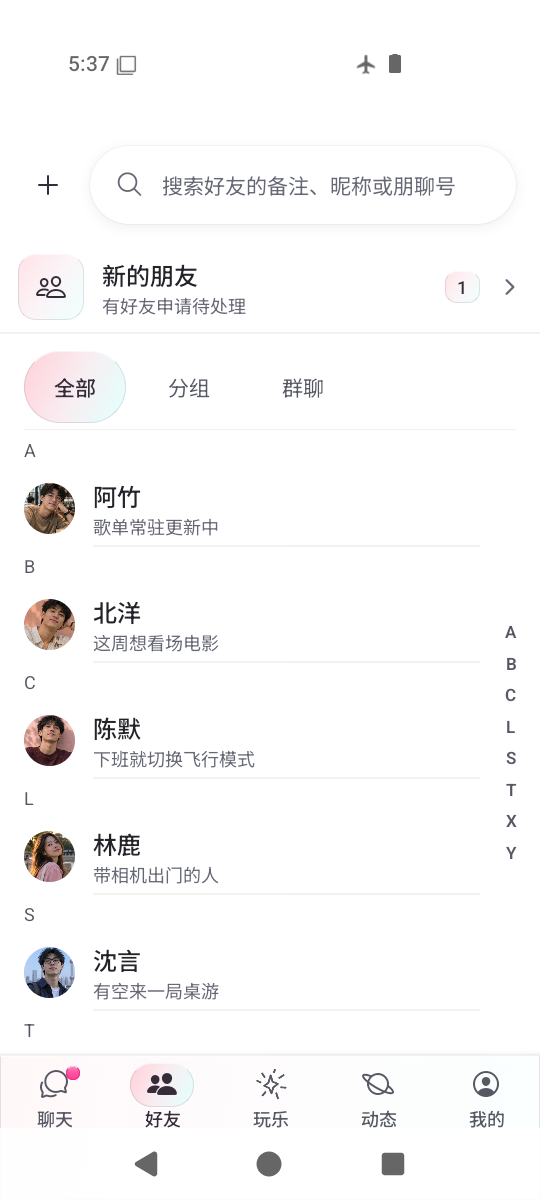 5:37
搜索好友的备注、昵称或朋聊号
新的朋友
有好友申请待处理
1
全部 分组 群聊
A
阿竹
歌单常驻更新中
B
北洋
这周想看场电影
C
陈默
下班就切换飞行模式
L
林鹿
带相机出门的人
S
沈言
有空来一局桌游
T
A
B
C
L
S
T
X
Y
聊天 好友 玩乐 动态 我的